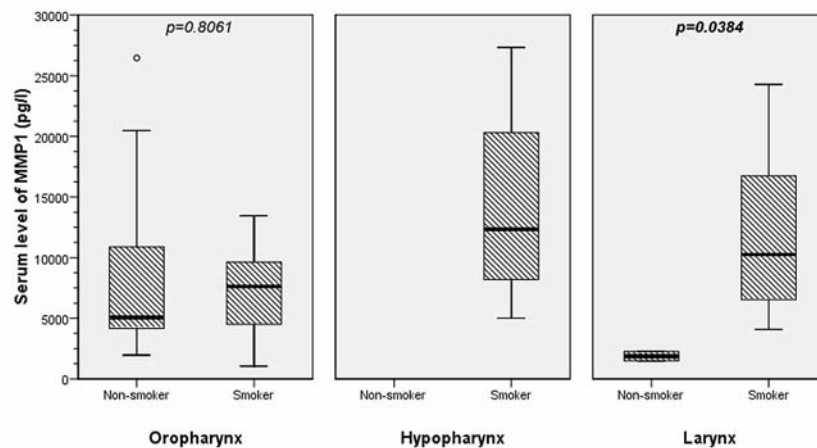 p=0.8061
p=0.0384
Serum level of MMP1 (pg/l)
30000
25000
20000
15000
10000
5000
0
Non-smoker Smoker Non-smoker Smoker Non-smoker Smoker
Oropharynx Hypopharynx Larynx